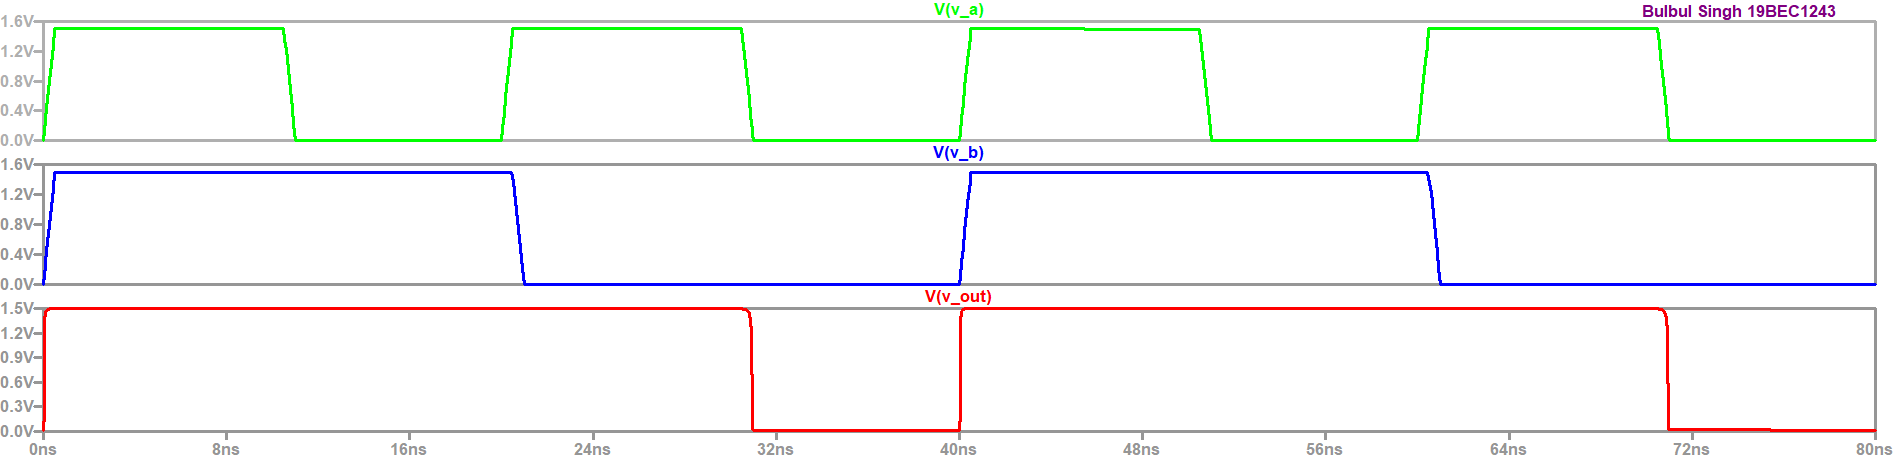 V(v_a)
Bulbul Singh 19BEC1243
1.6V
1.2V
0.8V
0.4V
0.0V
V(v_b)
1.6V
1.2V
0.8V
0.4V
0.0V
V(v_out)
1.5V
1.2V
0.9V
0.6V
0.3V
0.0V
0ns 8ns 16ns 24ns 32ns 40ns 48ns 56ns 64ns 72ns 80ns